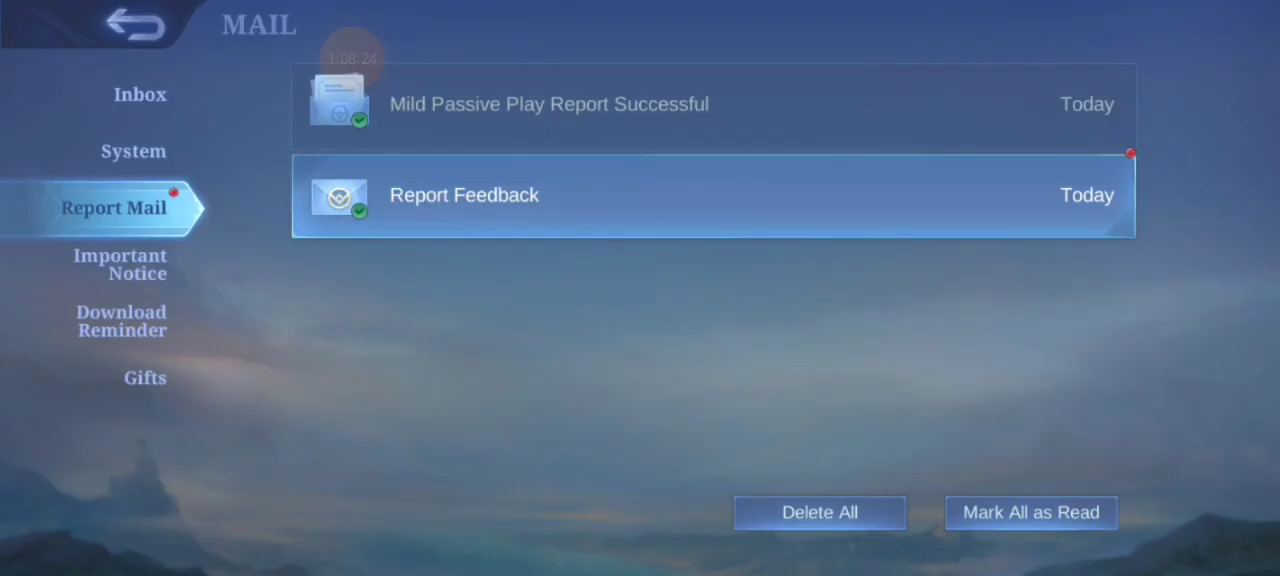 MAIL
1:08:24
Inbox
Mild Passive Play Report Successful
Today
System
Report Feedback
Today
Report Mail
Important
Notice
Download
Reminder
Gifts
Delete All
Mark All as Read